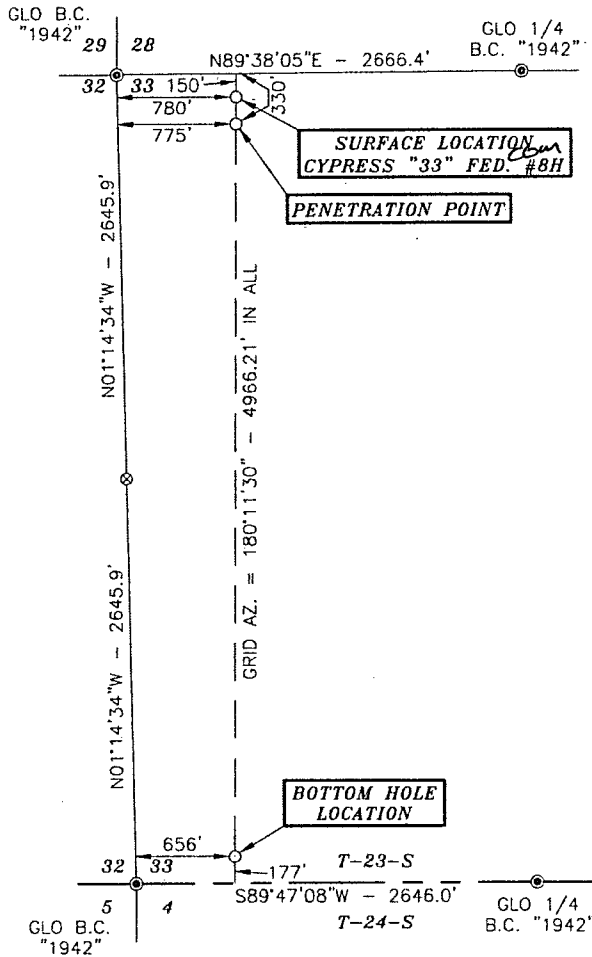 GLO B.C.
"1942"
29 28
N89°38'05"E - 2666.4'
GLO 1/4
B.C. "1942"
32 33 150'
780'
330'
775'
SURFACE LOCATION
Com
CYPRESS "33" FED. #8H
PENETRATION POINT
N01°14'34"W - 2645.9'
GRID AZ. = 180°11'30" - 4966.21' IN ALL
N01°14'34"W - 2645.9'
BOTTOM HOLE
LOCATION
656'
32 33
177'
T-23-S
S89°47'08"W - 2646.0'
5 4
T-24-S
GLO B.C.
"1942"
GLO 1/4
B.C. "1942"